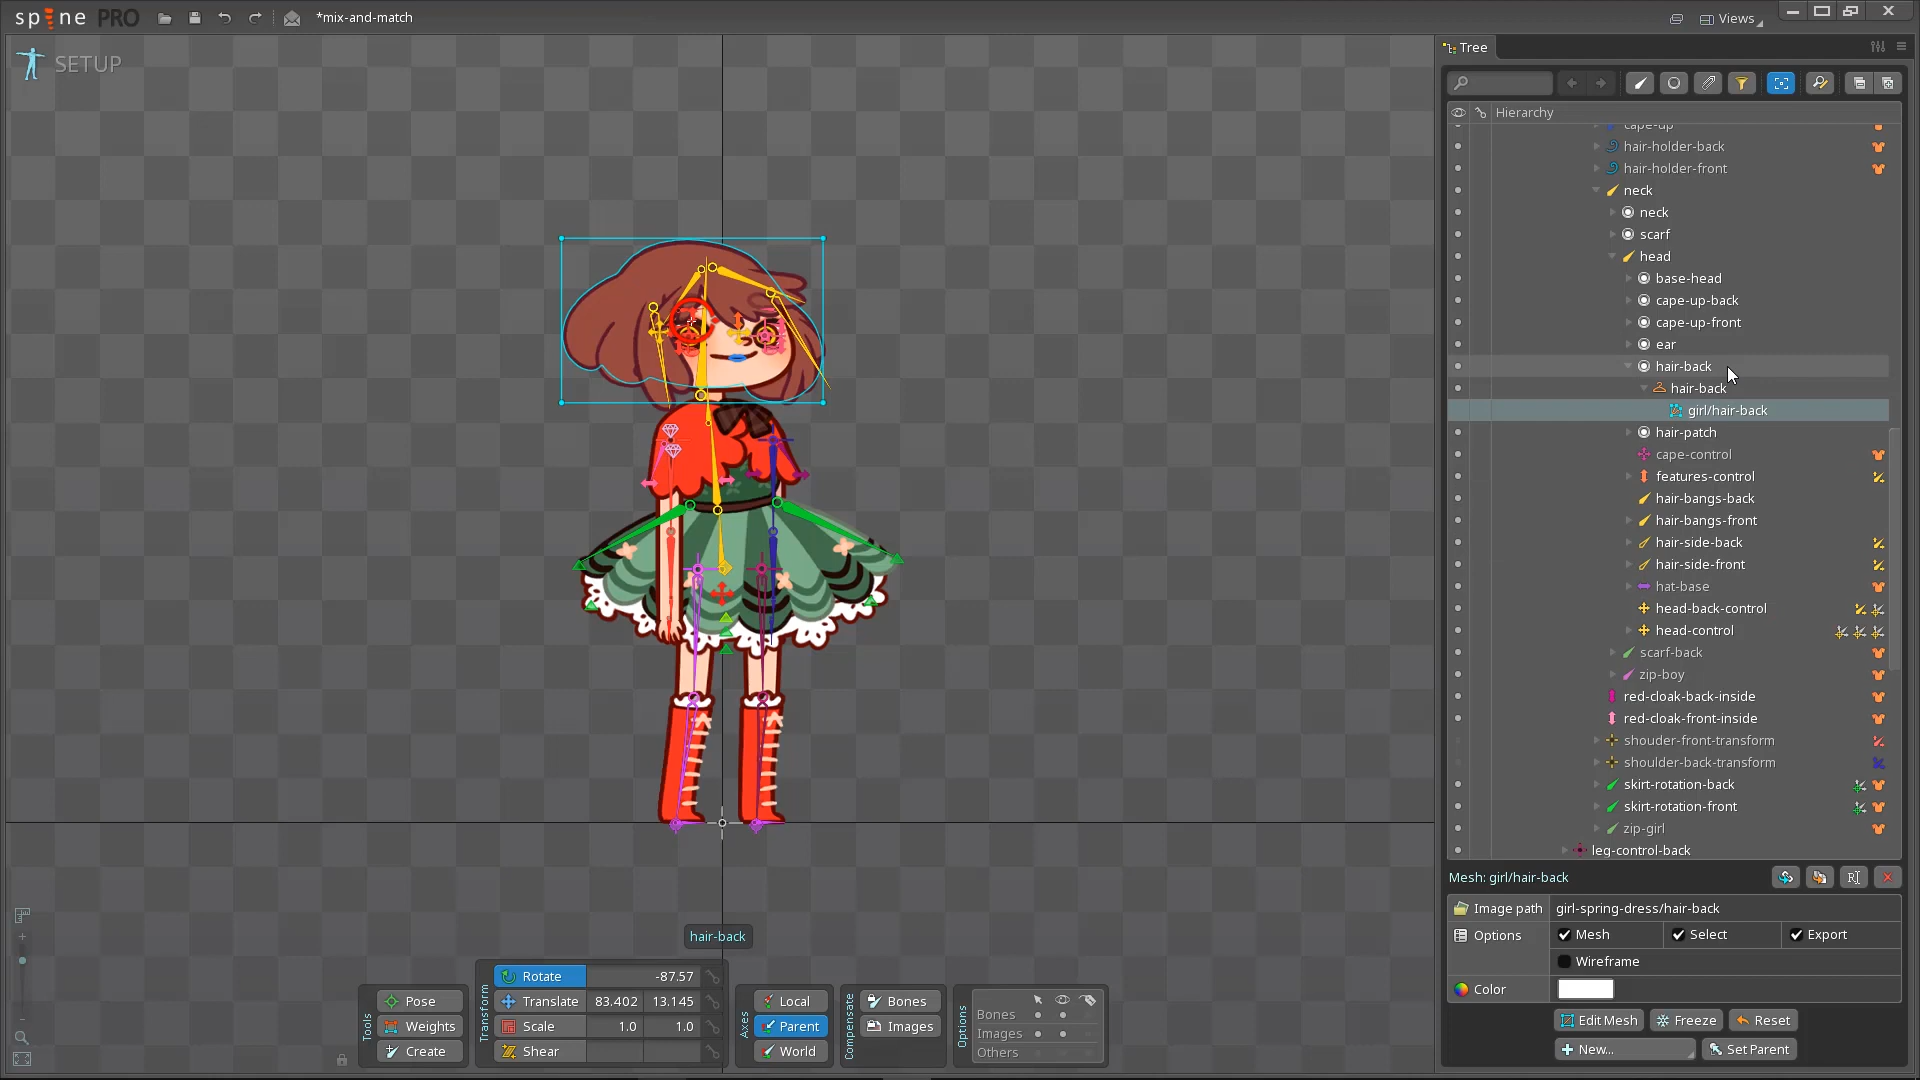 spine PRO
*mix-and-match
Views
SETUP
Tree
Hierarchy
cape-up
hair-holder-back
hair-holder-front
neck
neck
scarf
head
base-head
cape-up-back
cape-up-front
ear
hair-back
hair-back
girl/hair-back
hair-patch
cape-control
features-control
hair-bangs-back
hair-bangs-front
hair-side-back
hair-side-front
hat-base
head-back-control
head-control
scarf-back
zip-boy
red-cloak-back-inside
red-cloak-front-inside
shouder-front-transform
shoulder-back-transform
skirt-rotation-back
skirt-rotation-front
zip-girl
leg-control-back
Mesh: girl/hair-back
Image path girl-spring-dress/hair-back
Options Mesh Select Export
Wireframe
Color
Edit Mesh Freeze Reset
New... Set Parent
hair-back
Tools
Pose
Weights
Create
Transform
Rotate -87.57
Translate 83.402 13.145
Scale 1.0 1.0
Shear
Axes
Local
Parent
World
Compensate
Bones
Images
Options
Bones
Images
Others